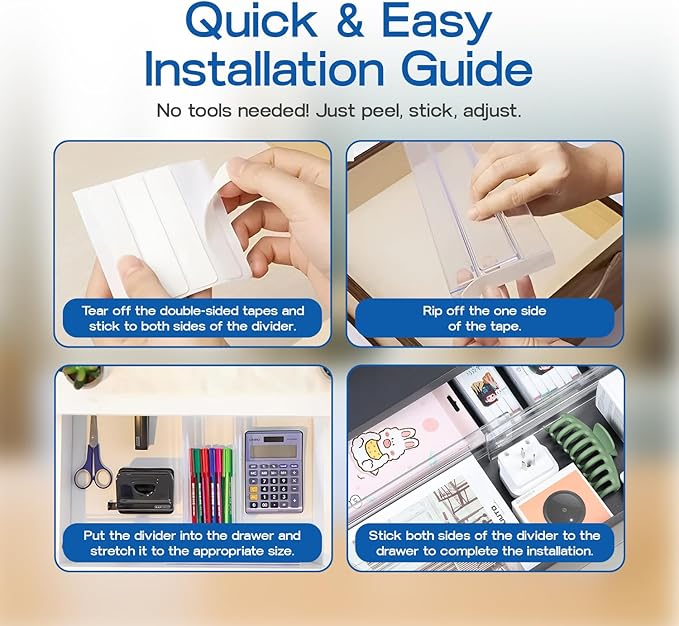 Quick & Easy
Installation Guide
No tools needed! Just peel, stick, adjust.
Tear off the double-sided tapes and
stick to both sides of the divider.
Rip off the one side
of the tape.
Put the divider into the drawer and
stretch it to the appropriate size.
Stick both sides of the divider to the
drawer to complete the installation.